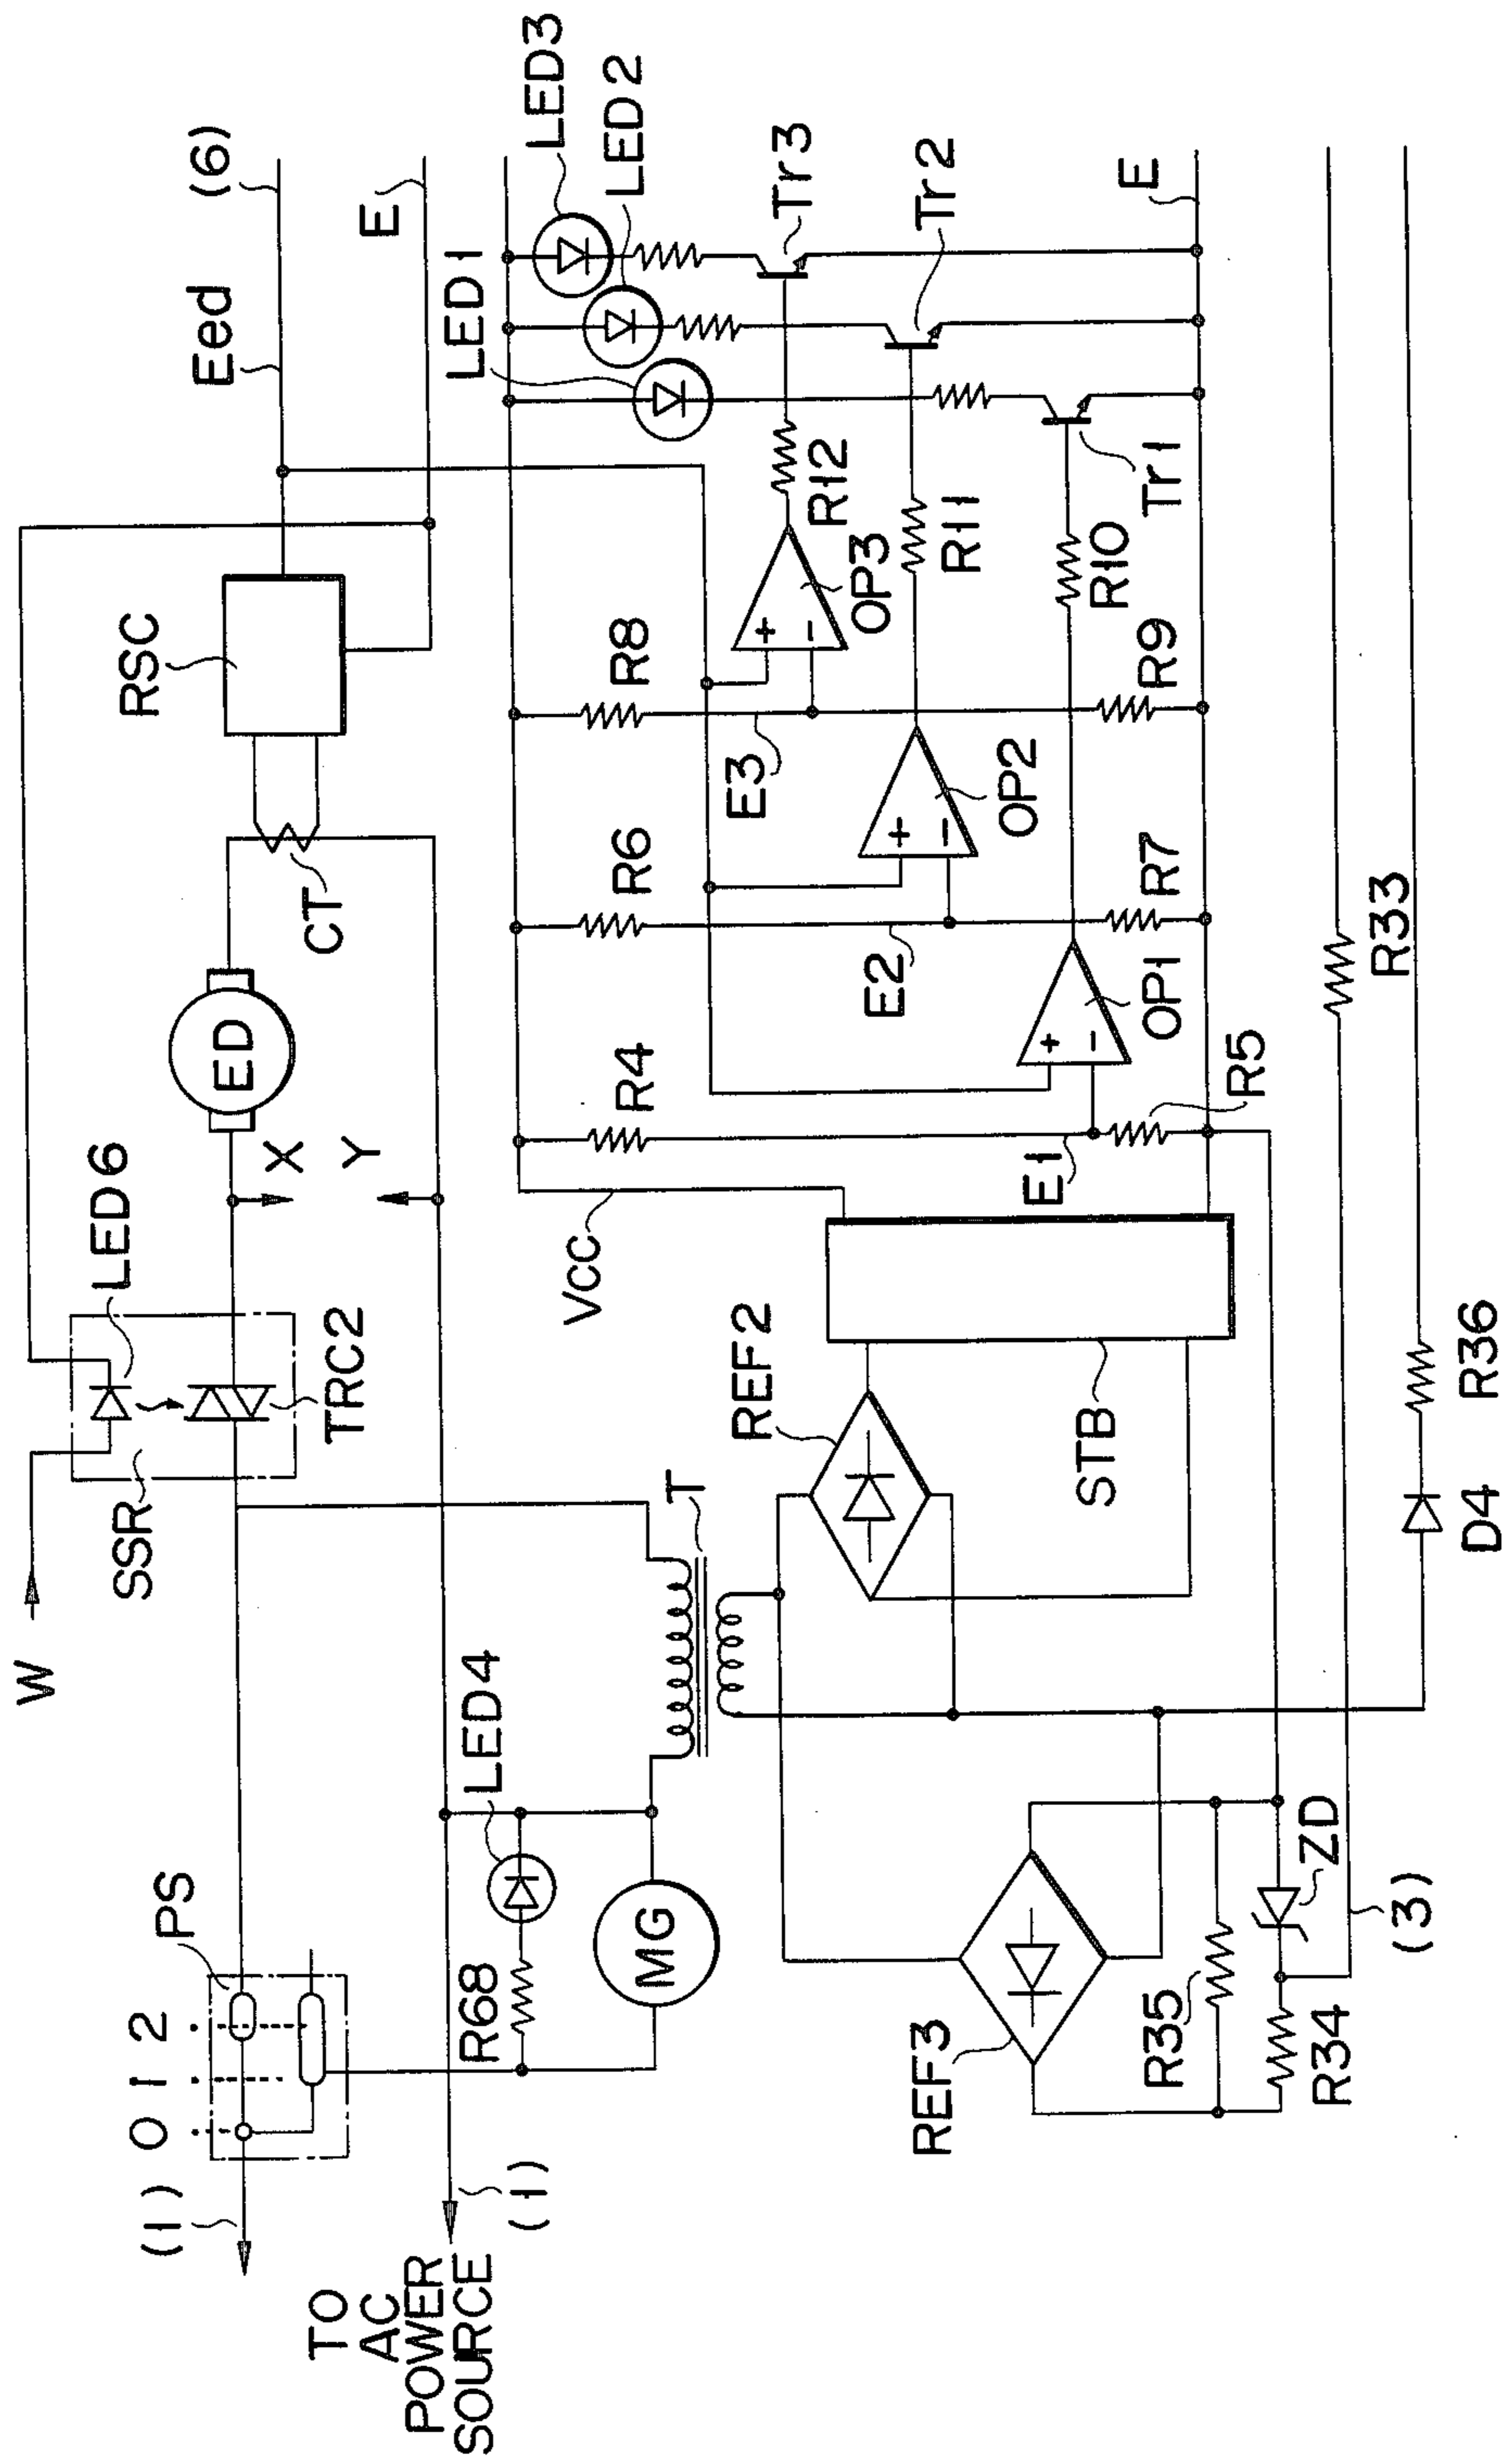 (1)
0 1 2
PS
W
SSR
LED6
TRC2
X
Y
ED
CT
RSC
Eed
(6)
E
TO
AC
POWER
SOURCE
(1)
R68
LED4
MG
T
VCC
R4
R6
R8
LED1
LED2
LED3
REF2
STB
E1
R5
OP1
+
−
E2
R7
OP2
+
−
E3
R9
OP3
+
−
R10
R11
R12
Tr1
Tr2
Tr3
E
REF3
R35
R34
ZD
(3)
R33
D4
R36